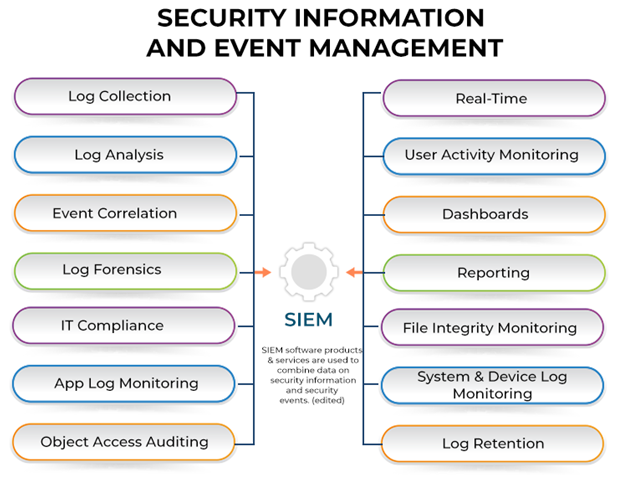 SECURITY INFORMATION
AND EVENT MANAGEMENT
Log Collection
Log Analysis
Event Correlation
Log Forensics
IT Compliance
App Log Monitoring
Object Access Auditing
SIEM
SIEM software products
& services are used to
combine data on
security information
and security
events. (edited)
Real-Time
User Activity Monitoring
Dashboards
Reporting
File Integrity Monitoring
System & Device Log
Monitoring
Log Retention